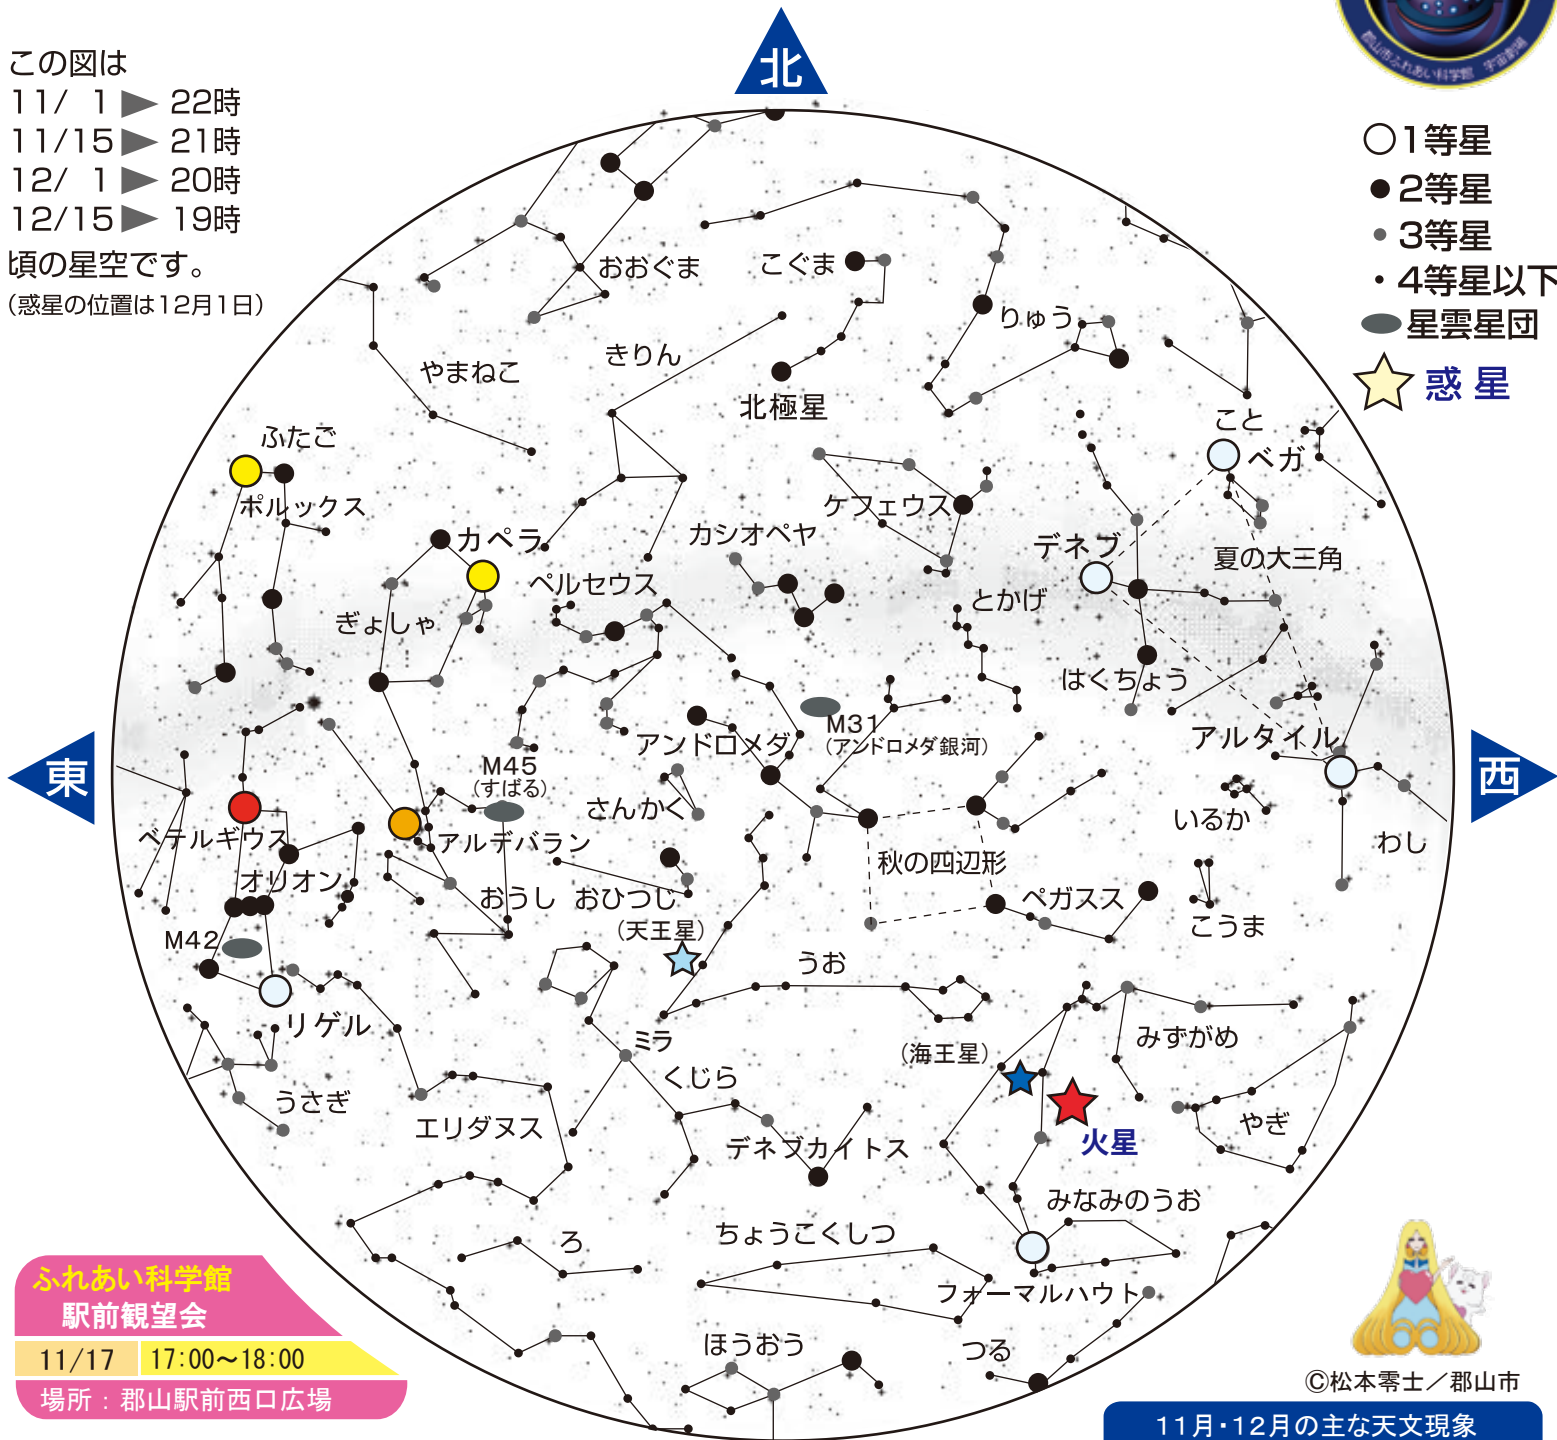 この図は
11/ 1 ▶ 22時
11/15 ▶ 21時
12/ 1 ▶ 20時
12/15 ▶ 19時
頃の星空です。
(惑星の位置は12月1日)
北
郡山市ふれあい科学館 宇宙劇場
1等星
2等星
3等星
4等星以下
星雲星団
惑星
おおぐま
こぐま
りゅう
きりん
やまねこ
北極星
こと
ベガ
ふたご
ポルックス
カペラ
カシオペヤ
ケフェウス
デネブ
夏の大三角
ペルセウス
とかげ
ぎょしゃ
はくちょう
M31
(アンドロメダ銀河)
アンドロメダ
アルタイル
東
西
M45
(すばる)
さんかく
いるか
わし
ベテルギウス
アルデバラン
秋の四辺形
オリオン
おうし
おひつじ
ペガスス
こうま
(天王星)
M42
うお
リゲル
ミラ
(海王星)
みずがめ
くじら
うさぎ
エリダヌス
デネブカイトス
火星
やぎ
みなみのうお
ろ
ちょうこくしつ
フォーマルハウト
ほうおう
つる
ふれあい科学館
駅前観望会
11/17 17:00〜18:00
場所：郡山駅前西口広場
©松本零士／郡山市
11月・12月の主な天文現象